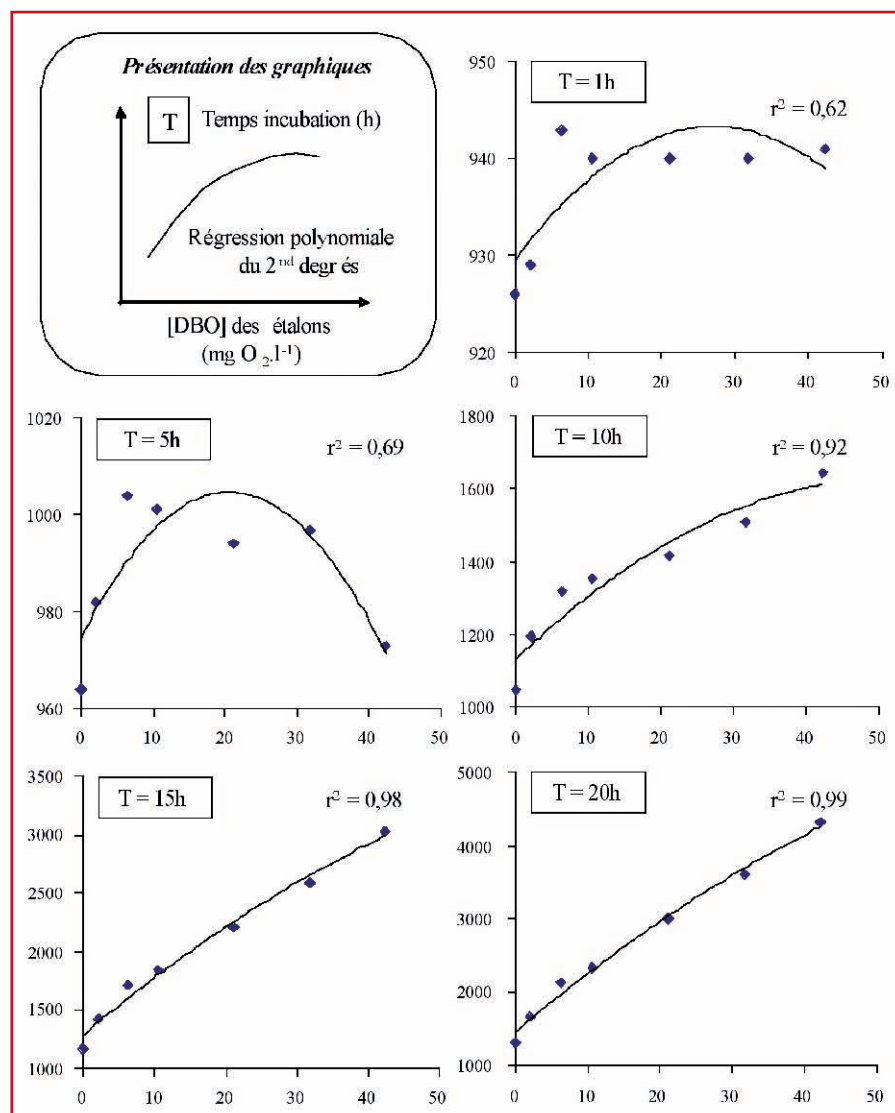 Présentation des graphiques
T Temps incubation (h)
Régression polynomiale
du 2nd degr és
[DBO] des étalons
(mg O2.l-1)
T = 1h
r2 = 0,62
950
940
930
920
0 10 20 30 40 50
T = 5h
r2 = 0,69
1020
1000
980
960
0 10 20 30 40 50
T = 10h
r2 = 0,92
1800
1600
1400
1200
1000
0 10 20 30 40 50
T = 15h
r2 = 0,98
3500
3000
2500
2000
1500
1000
0 10 20 30 40 50
T = 20h
r2 = 0,99
5000
4000
3000
2000
1000
0 10 20 30 40 50